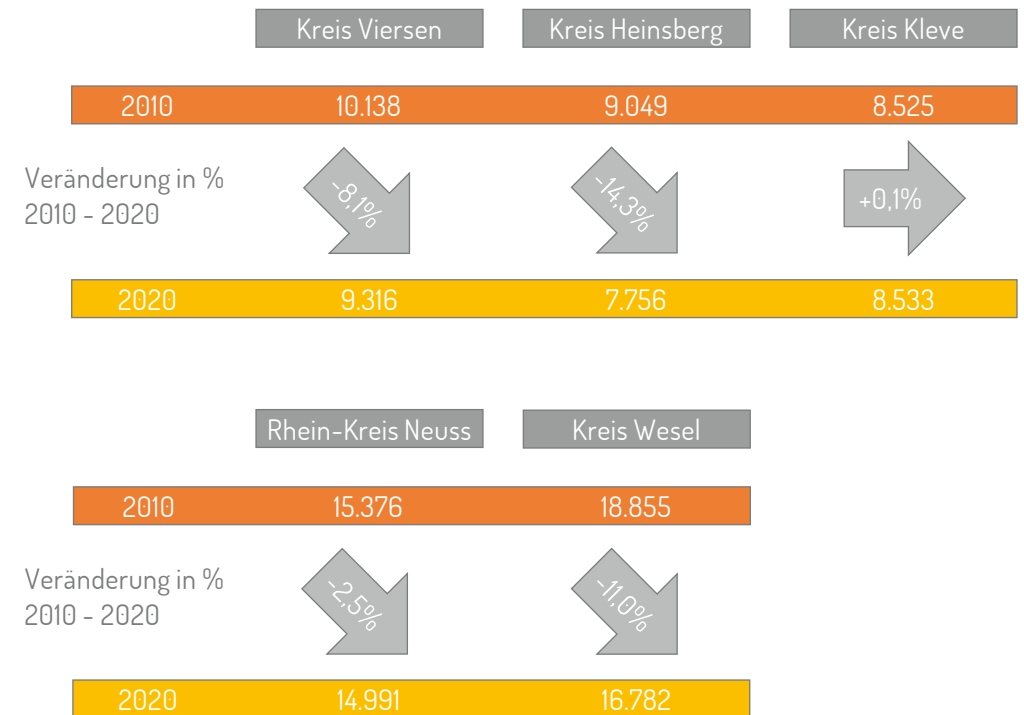 Kreis Viersen Kreis Heinsberg Kreis Kleve
2010 10.138 9.049 8.525
Veränderung in %
2010 - 2020
-8,1% -14,3% +0,1%
2020 9.316 7.756 8.533
Rhein-Kreis Neuss Kreis Wesel
2010 15.376 18.855
Veränderung in %
2010 - 2020
-2,5% -11,0%
2020 14.991 16.782